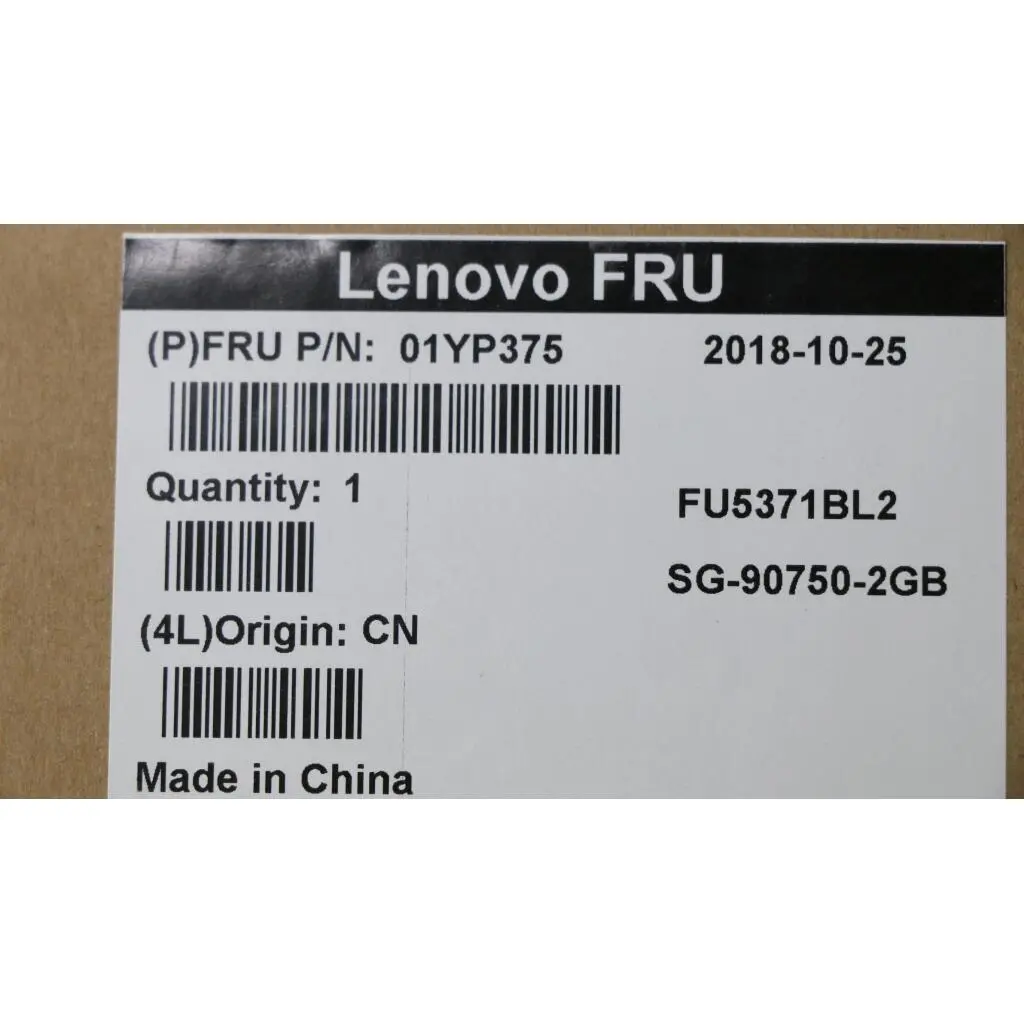 Lenovo FRU
(P)FRU P/N: 01YP375
2018-10-25
Quantity: 1
FU5371BL2
SG-90750-2GB
(4L)Origin: CN
Made in China